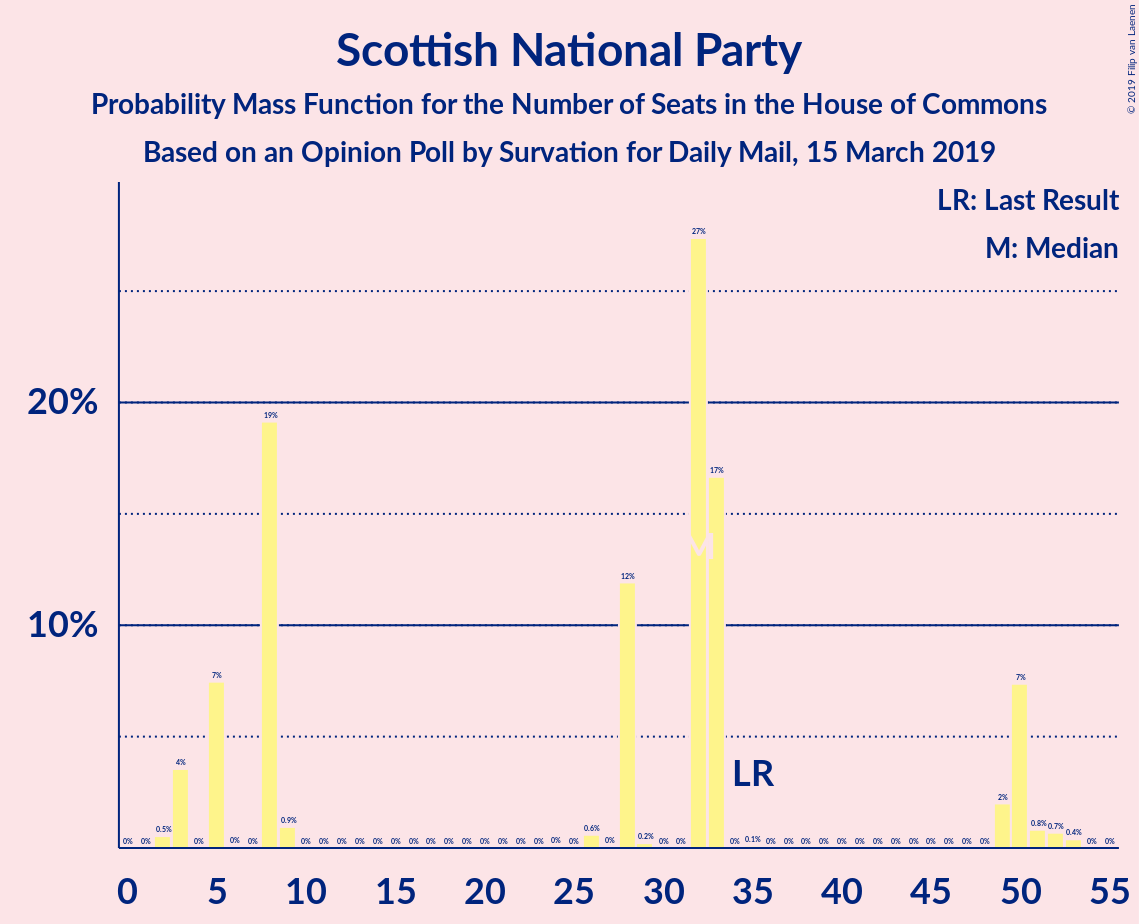 Scottish National Party
Probability Mass Function for the Number of Seats in the House of Commons
Based on an Opinion Poll by Survation for Daily Mail, 15 March 2019
© 2019 Filip van Laenen
LR: Last Result
M: Median
20%
10%
0% 0% 0.5% 4% 0% 7% 0% 0% 19% 0.9% 0% 0% 0% 0% 0% 0% 0% 0% 0% 0% 0% 0% 0% 0% 0% 0% 0.6% 0% 12% 0.2% 0% 0% 27% 17% 0% 0.1% 0% 0% 0% 0% 0% 0% 0% 0% 0% 0% 0% 0% 0% 2% 7% 0.8% 0.7% 0.4% 0% 0%
M
LR
0 5 10 15 20 25 30 35 40 45 50 55